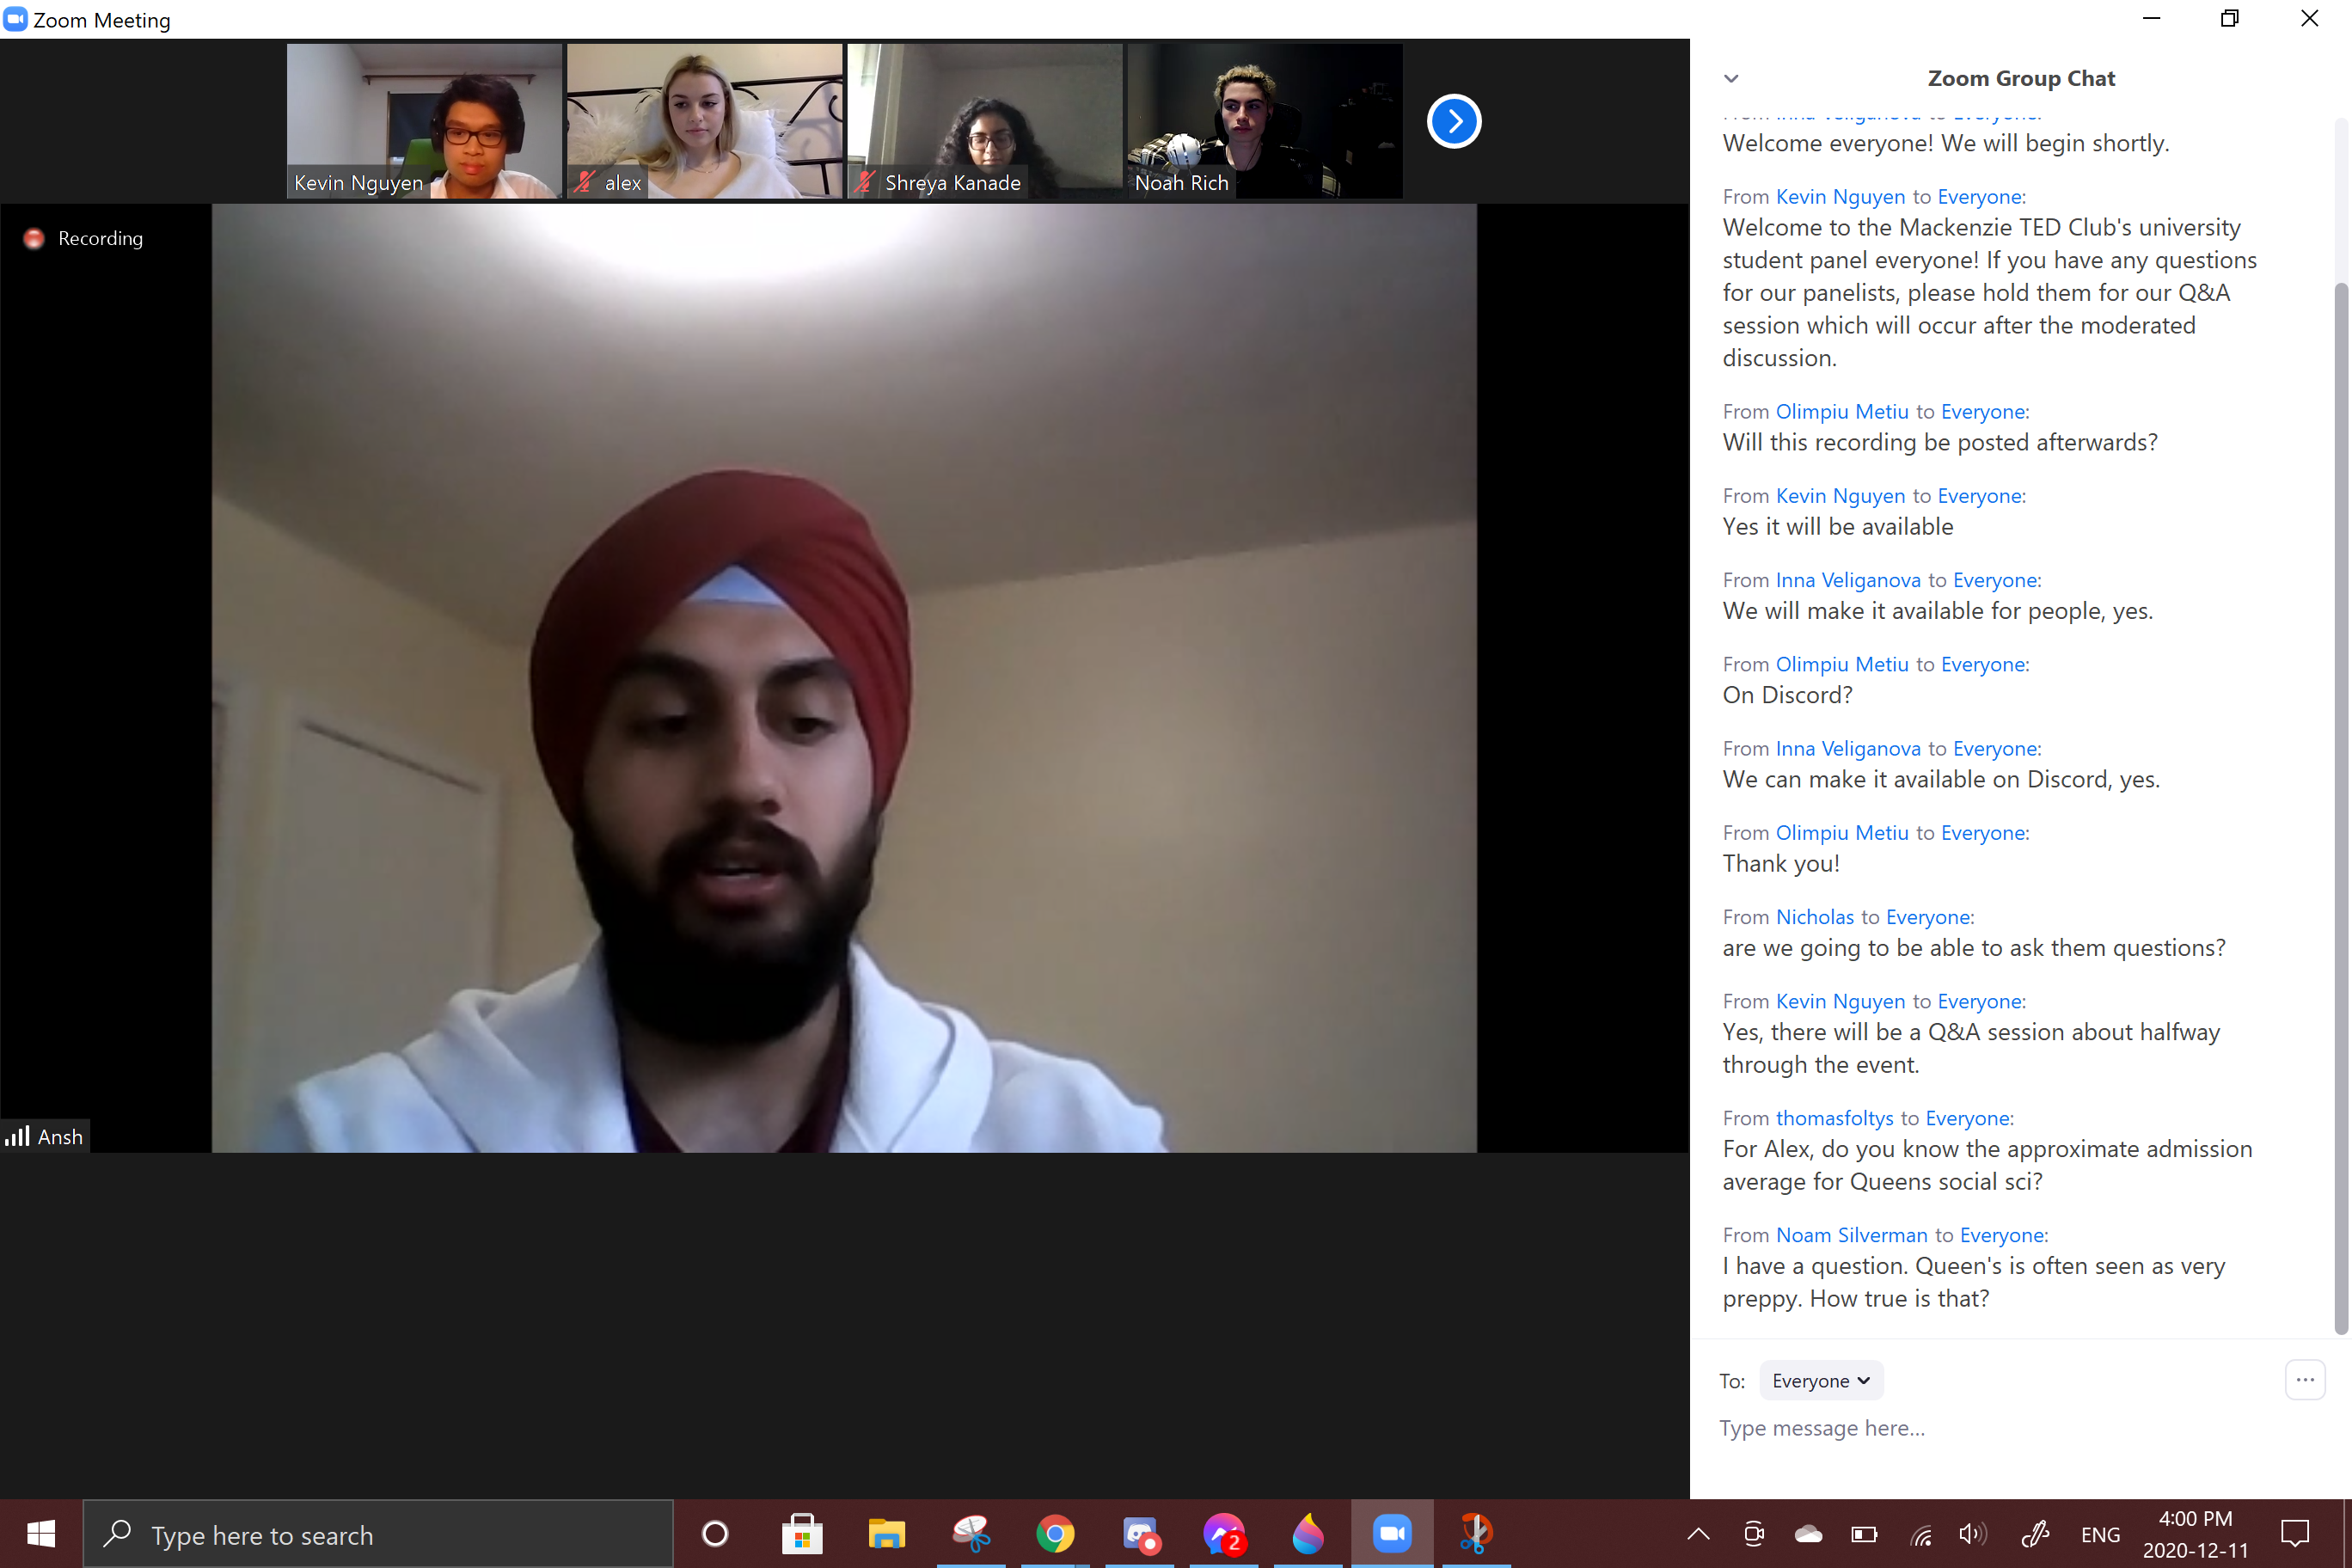 Zoom Meeting
Kevin Nguyen
alex
Shreya Kanade
Noah Rich
Recording
Ansh
Zoom Group Chat
From Inna Veliganova to Everyone:
Welcome everyone! We will begin shortly.
From Kevin Nguyen to Everyone:
Welcome to the Mackenzie TED Club's university
student panel everyone! If you have any questions
for our panelists, please hold them for our Q&A
session which will occur after the moderated
discussion.
From Olimpiu Metiu to Everyone:
Will this recording be posted afterwards?
From Kevin Nguyen to Everyone:
Yes it will be available
From Inna Veliganova to Everyone:
We will make it available for people, yes.
From Olimpiu Metiu to Everyone:
On Discord?
From Inna Veliganova to Everyone:
We can make it available on Discord, yes.
From Olimpiu Metiu to Everyone:
Thank you!
From Nicholas to Everyone:
are we going to be able to ask them questions?
From Kevin Nguyen to Everyone:
Yes, there will be a Q&A session about halfway
through the event.
From thomasfoltys to Everyone:
For Alex, do you know the approximate admission
average for Queens social sci?
From Noam Silverman to Everyone:
I have a question. Queen's is often seen as very
preppy. How true is that?
To: Everyone
Type message here...
Type here to search
2
ENG
4:00 PM
2020-12-11